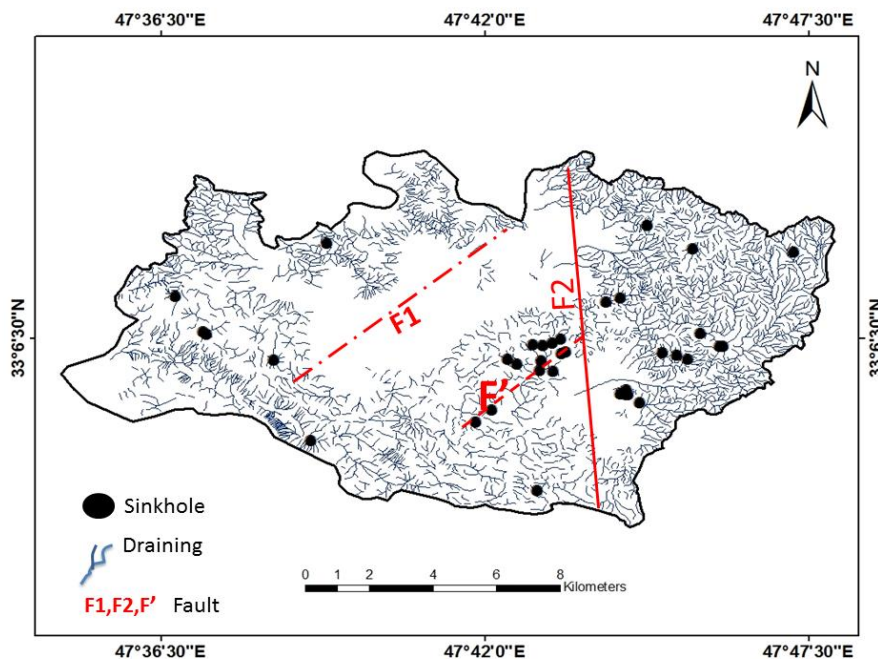 47°36'30"E 47°42'0"E 47°47'30"E
N
F1
F2
33°6'30"N 33°6'30"N
F'
Sinkhole
Draining
F1,F2,F' Fault
0 1 2 4 6 8
Kilometers
47°36'30"E 47°42'0"E 47°47'30"E